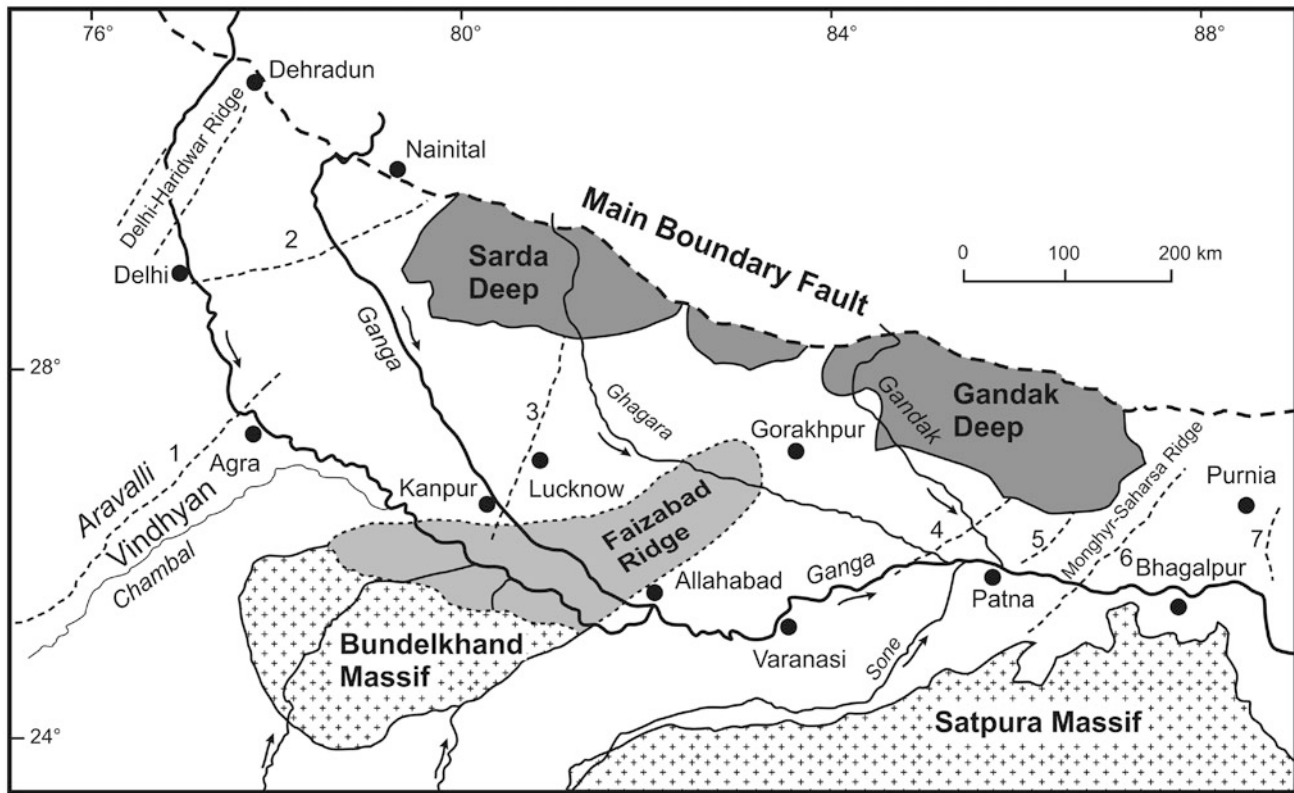 76°
80°
84°
88°
Dehradun
Delhi-Haridwar Ridge
Nainital
Main Boundary Fault
0 100 200 km
2
Sarda
Deep
Delhi
Ganga
28°
3
Ghagara
Gandak
Gandak
Deep
1
Agra
Gorakhpur
Monghyr-Saharsa Ridge
Purnia
Aravalli
Vindhyan
Chambal
Kanpur
Lucknow
Faizabad
Ridge
4
5
7
Allahabad
Ganga
6
Bhagalpur
Patna
Bundelkhand
Massif
Varanasi
Sone
24°
Satpura Massif